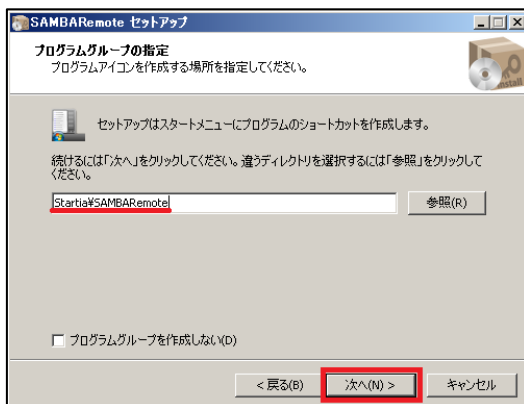 SAMBARemote セットアップ
プログラムグループの指定
プログラムアイコンを作成する場所を指定してください。
セットアップはスタートメニューにプログラムのショートカットを作成します。
続けるには「次へ」をクリックしてください。違うディレクトリを選択するには「参照」をクリックして
ください。
Startia¥SAMBARemote
参照(R)
プログラムグループを作成しない(D)
< 戻る(B)
次へ(N) >
キャンセル